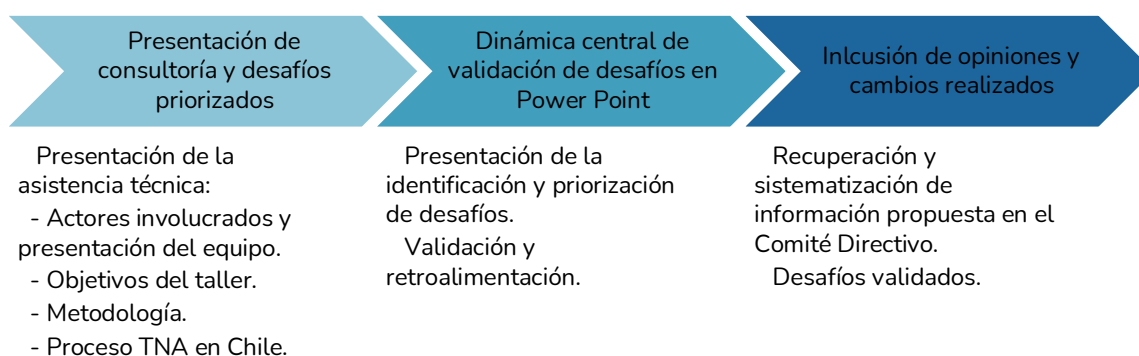 Presentación de
consultoría y desafíos
priorizados
Dinámica central de
validación de desafíos en
Power Point
Inlcusión de opiniones y
cambios realizados
Presentación de la
asistencia técnica:
- Actores involucrados y
presentación del equipo.
- Objetivos del taller.
- Metodología.
- Proceso TNA en Chile.
Presentación de la
identificación y priorización
de desafíos.
Validación y
retroalimentación.
Recuperación y
sistematización de
información propuesta en el
Comité Directivo.
Desafíos validados.